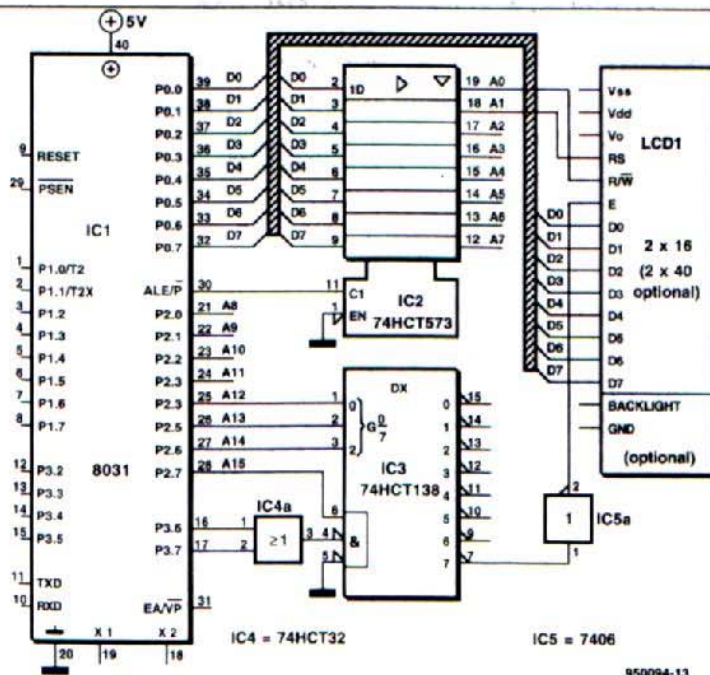 5V
40
P0.0 39 D0
P0.1 38 D1
P0.2 37 D2
P0.3 36 D3
P0.4 35 D4
P0.5 34 D5
P0.6 33 D6
P0.7 32 D7
9 RESET
29 PSEN
IC1
1 P1.0/T2
2 P1.1/T2X
3 P1.2
4 P1.3
5 P1.4
6 P1.5
7 P1.6
8 P1.7
8031
12 P3.2
13 P3.3
14 P3.4
15 P3.5
11 TXD
10 RXD
ALE/P 30
P2.0 21 A8
P2.1 22 A9
P2.2 23 A10
P2.3 24 A11
P2.3 25 A12
P2.5 26 A13
P2.6 27 A14
P2.7 28 A15
P3.6 16
P3.7 17
EA/VP 31
X1 X2
20 19 18
D0 2 1D 19 A0
D1 3 18 A1
D2 4 17 A2
D3 5 16 A3
D4 6 15 A4
D5 7 14 A5
D6 8 13 A6
D7 9 12 A7
11 C1
1 EN
IC2
74HCT573
DX
1 0
2 G 0/7
3 2
IC3
74HCT138
6
4 &
5
0 15
1 14
2 13
3 12
4 11
5 10
6 9
7 7
IC4a
1 ≥1 3
2
Vss
Vdd
Vo
RS
R/W
E
LCD1
D0 D0
D1 D1
D2 D2
D3 D3
D4 D4
D5 D5
D6 D6
D7 D7
2 x 16
(2 x 40
optional)
BACKLIGHT
GND
(optional)
2
1 IC5a
1
IC4 = 74HCT32
IC5 = 7406
950094-13